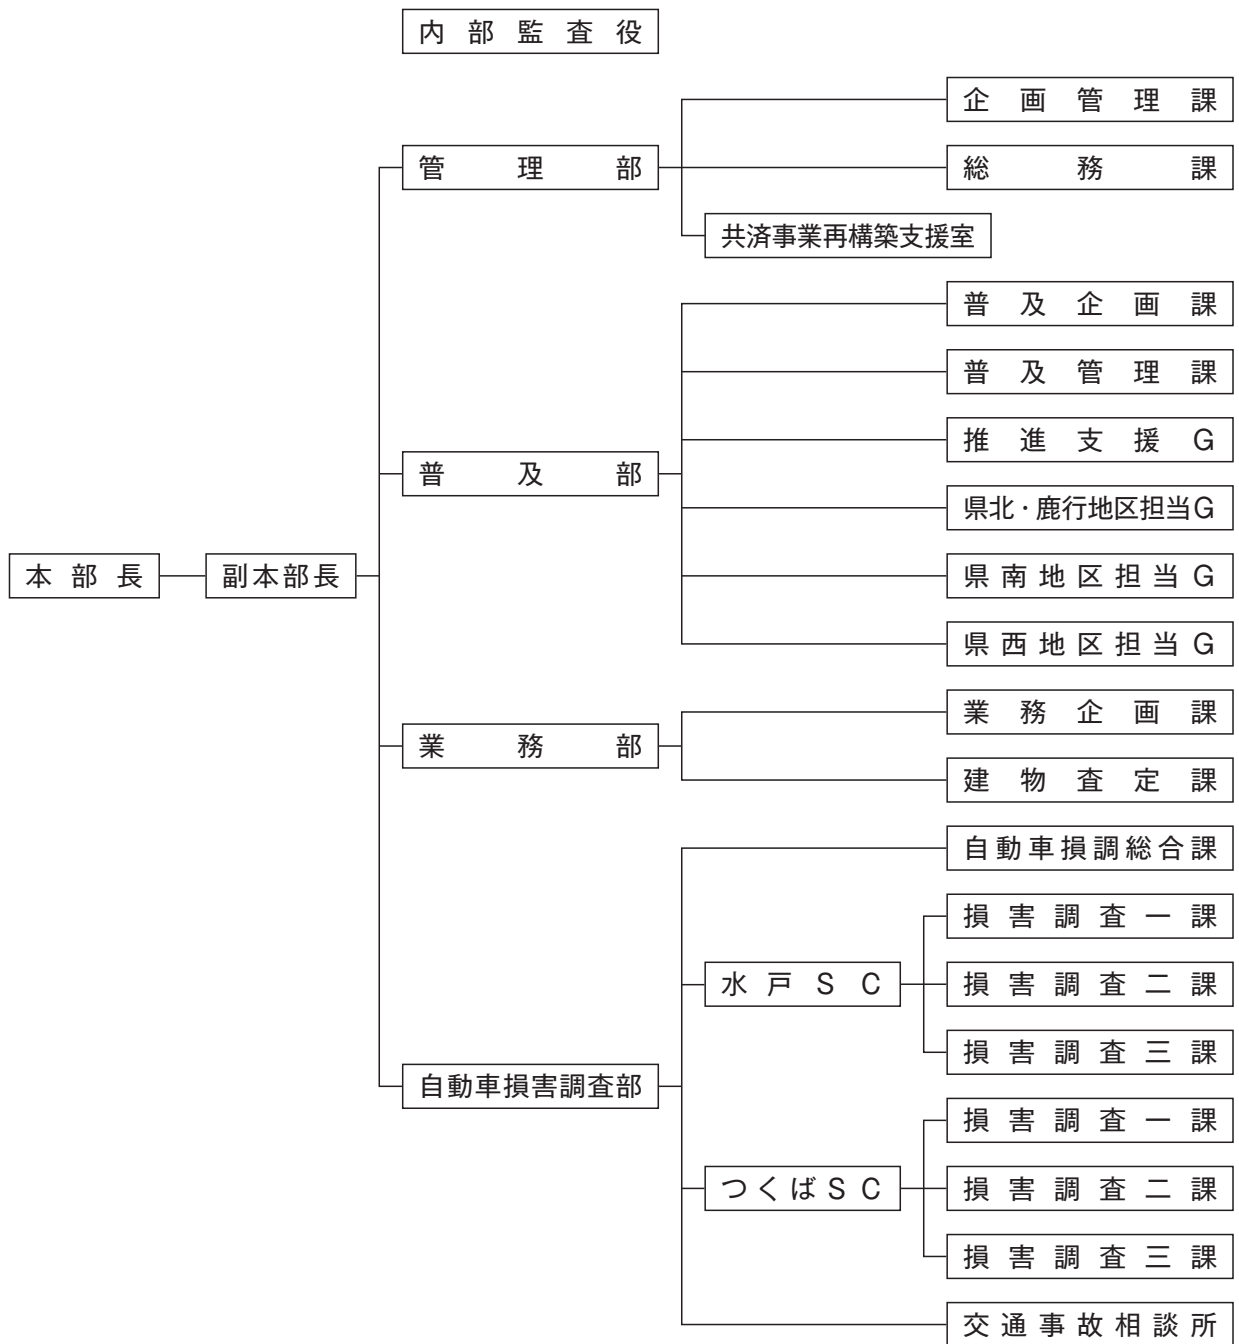 内部監査役
企画管理課
管理部
総務課
共済事業再構築支援室
普及企画課
普及管理課
推進支援G
普及部
県北・鹿行地区担当G
本部長
副本部長
県南地区担当G
県西地区担当G
業務企画課
業務部
建物査定課
自動車損調総合課
損害調査一課
水戸SC
損害調査二課
損害調査三課
自動車損害調査部
損害調査一課
つくばSC
損害調査二課
損害調査三課
交通事故相談所